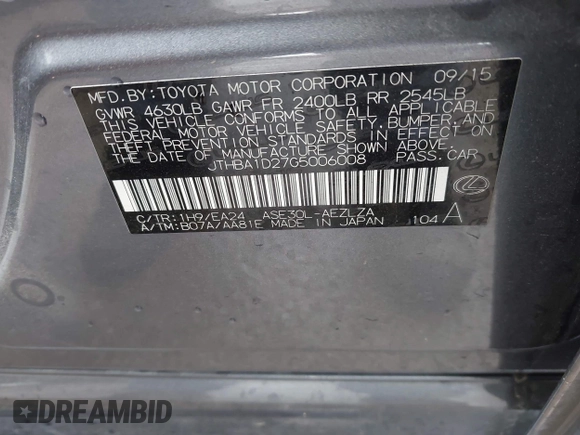 MFD.BY:TOYOTA MOTOR CORPORATION 09/15
GVWR 4630LB GAWR FR 2400LB RR 2545LB
THIS VEHICLE CONFORMS TO ALL APPLICABLE
FEDERAL MOTOR VEHICLE SAFETY, BUMPER, AND
THEFT PREVENTION STANDARDS IN EFFECT ON
THE DATE OF MANUFACTURE SHOWN ABOVE.
JTHBA1D27G5006008 PASS.CAR
C/TR:1H9/EA24 ASE30L-AEZLZA
A/TM:B07A/AA81E MADE IN JAPAN 104 A
DREAMBID